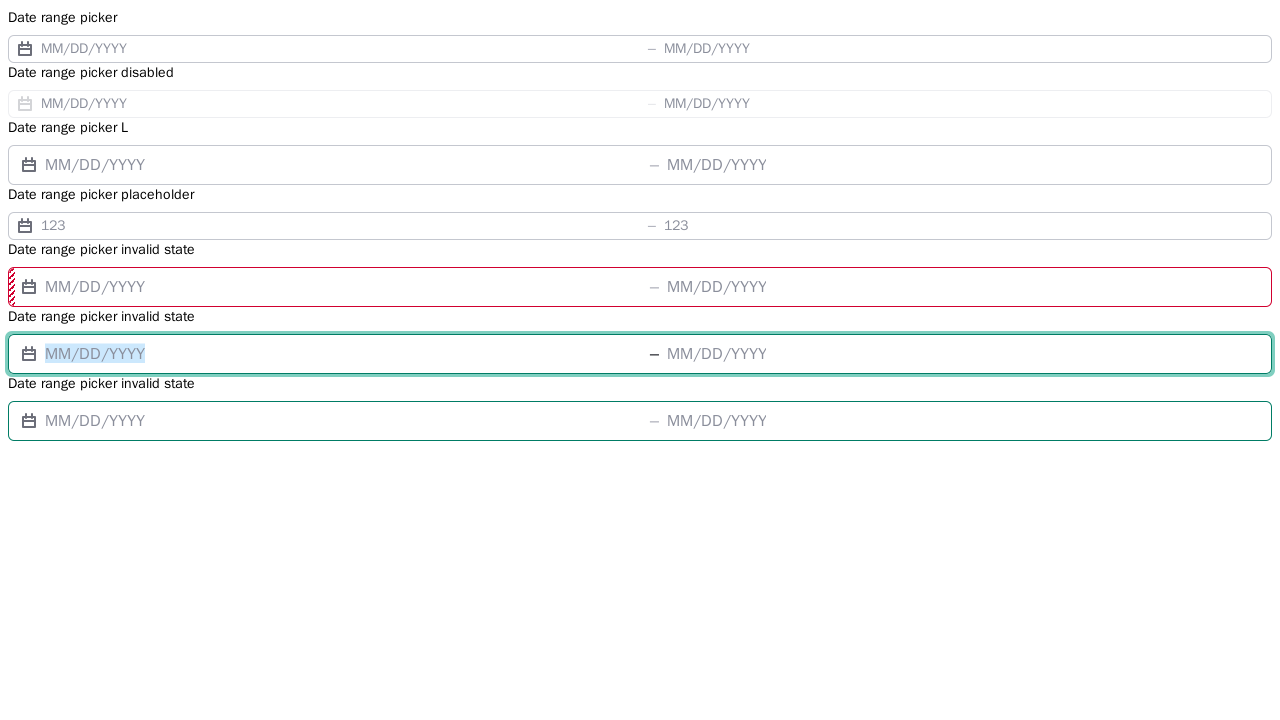 Date range picker
MM/DD/YYYY – MM/DD/YYYY
Date range picker disabled
MM/DD/YYYY – MM/DD/YYYY
Date range picker L
MM/DD/YYYY – MM/DD/YYYY
Date range picker placeholder
123 – 123
Date range picker invalid state
MM/DD/YYYY – MM/DD/YYYY
Date range picker invalid state
MM/DD/YYYY – MM/DD/YYYY
Date range picker invalid state
MM/DD/YYYY – MM/DD/YYYY